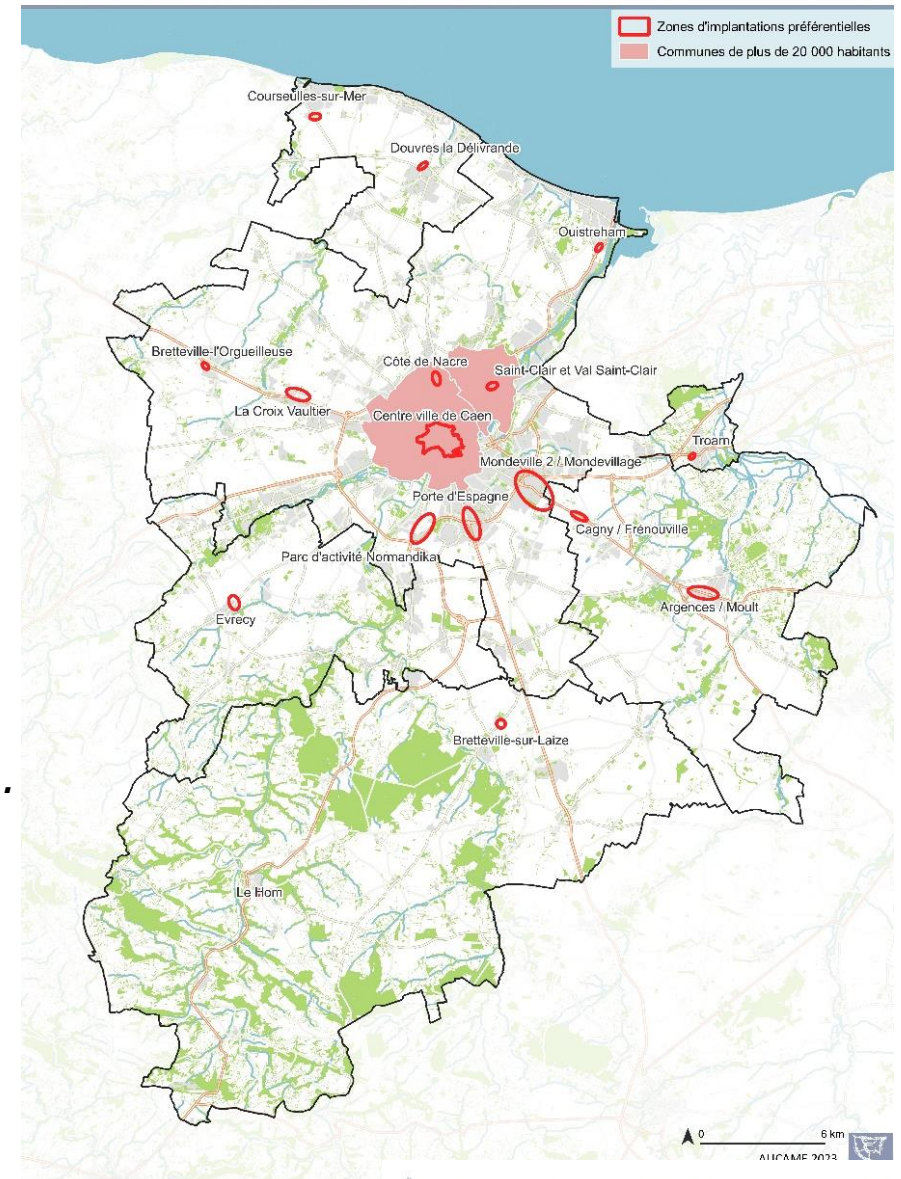 Zones d'implantations préférentielles
Communes de plus de 20 000 habitants
Courseulles-sur-Mer
Douvres la Délivrande
Ouistreham
Bretteville-l'Orgueilleuse
Côte de Nacre
Saint-Clair et Val Saint-Clair
La Croix Vaultier
Centre ville de Caen
Troarn
Mondeville 2 / Mondevillage
Porte d'Espagne
Cagny / Frénouville
Parc d'activité Normandika
Argences / Moult
Evrecy
Bretteville-sur-Laize
.
Le Hom
0 6 km
AUCAME 2023